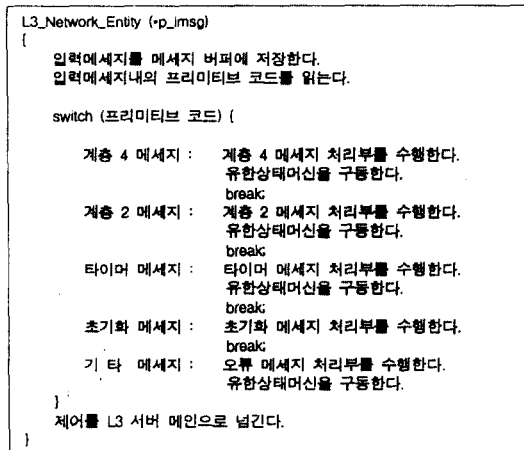 L3_Network_Entity (*p_imsg)
{
입력메세지를 메세지 버퍼에 저장한다.
입력메세지내의 프리미티브 코드를 읽는다.
switch (프리미티브 코드) {
계층 4 메세지 : 계층 4 메세지 처리부를 수행한다.
유한상태머신을 구동한다.
break;
계층 2 메세지 : 계층 2 메세지 처리부를 수행한다.
유한상태머신을 구동한다.
break;
타이머 메세지 : 타이머 메세지 처리부를 수행한다.
유한상태머신을 구동한다.
break;
초기화 메세지 : 초기화 메세지 처리부를 수행한다.
break;
기 타 메세지 : 오류 메세지 처리부를 수행한다.
유한상태머신을 구동한다.
}
제어를 L3 서버 메인으로 넘긴다.
}